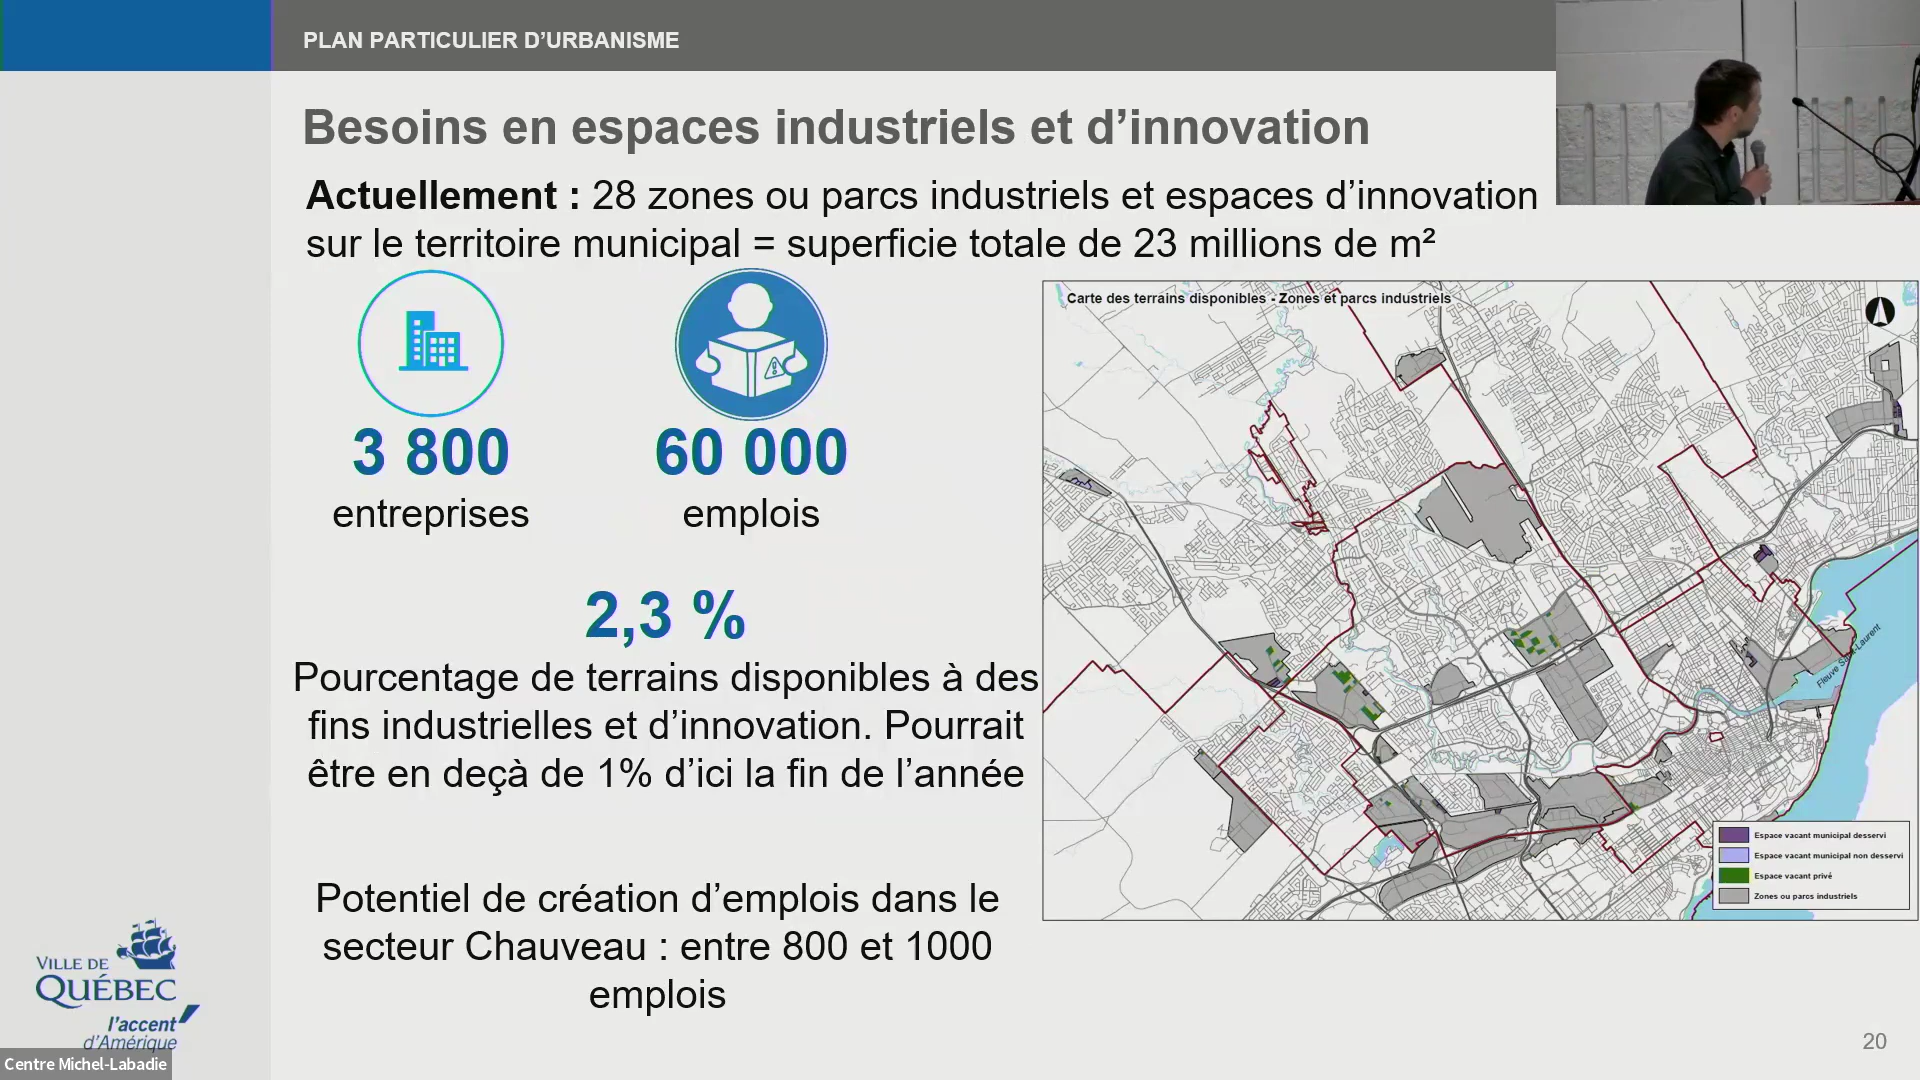 PLAN PARTICULIER D’URBANISME
Besoins en espaces industriels et d’innovation
Actuellement : 28 zones ou parcs industriels et espaces d’innovation
sur le territoire municipal = superficie totale de 23 millions de m²
3 800
entreprises
60 000
emplois
2,3 %
Pourcentage de terrains disponibles à des
fins industrielles et d’innovation. Pourrait
être en deçà de 1% d’ici la fin de l’année
Potentiel de création d’emplois dans le
secteur Chauveau : entre 800 et 1000
emplois
Carte des terrains disponibles - Zones et parcs industriels
Fleuve Saint-Laurent
Espace vacant municipal desservi
Espace vacant municipal non desservi
Espace vacant privé
Zones ou parcs industriels
VILLE DE
QUÉBEC
l’accent
d’Amérique
Centre Michel-Labadie
20